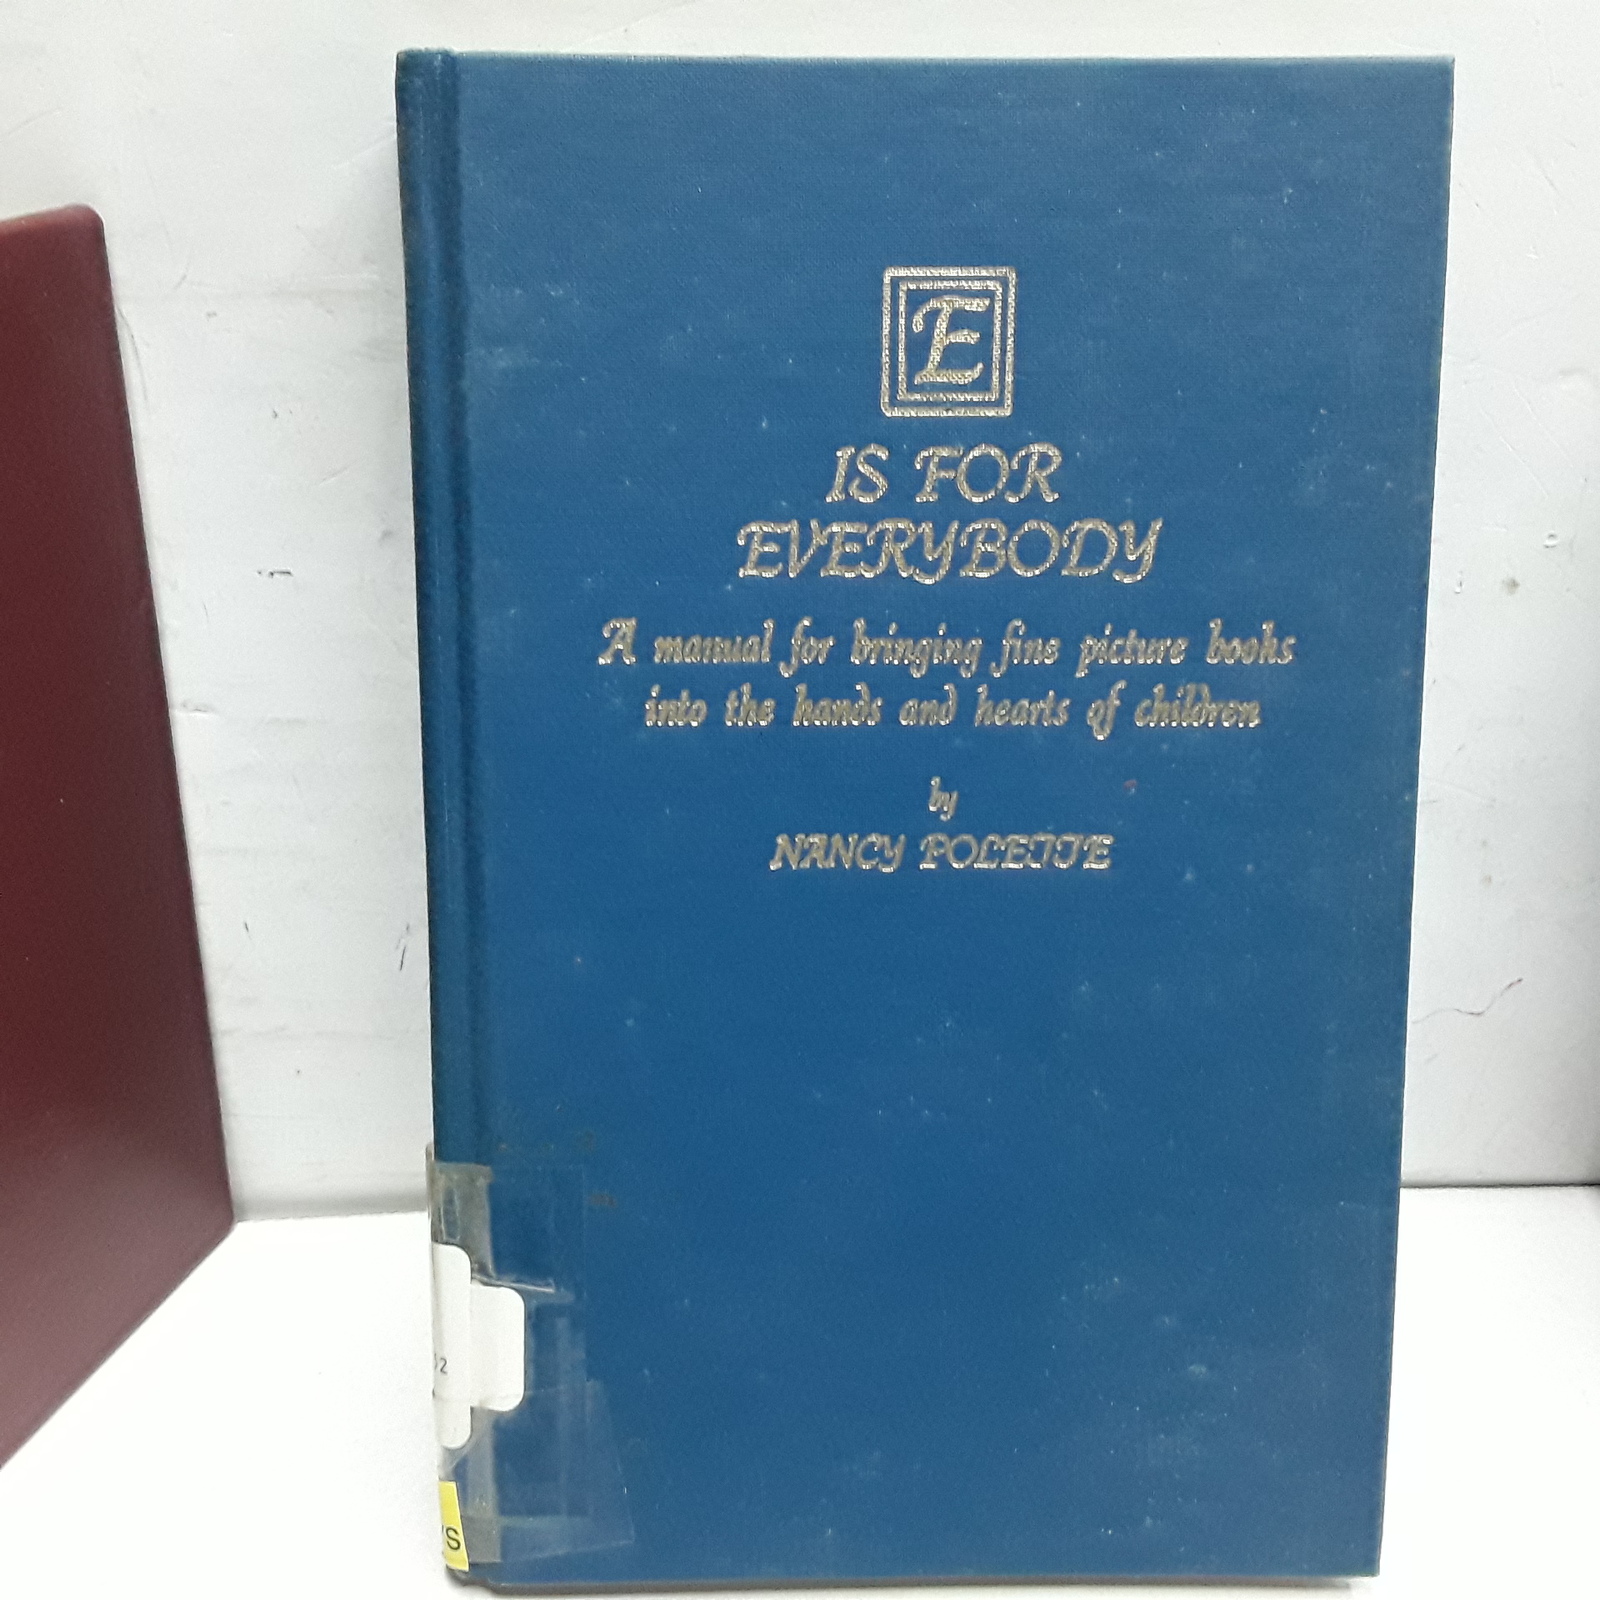 E
IS FOR
EVERYBODY
A manual for bringing fine picture books
into the hands and hearts of children
by
NANCY POLETTE
2
S